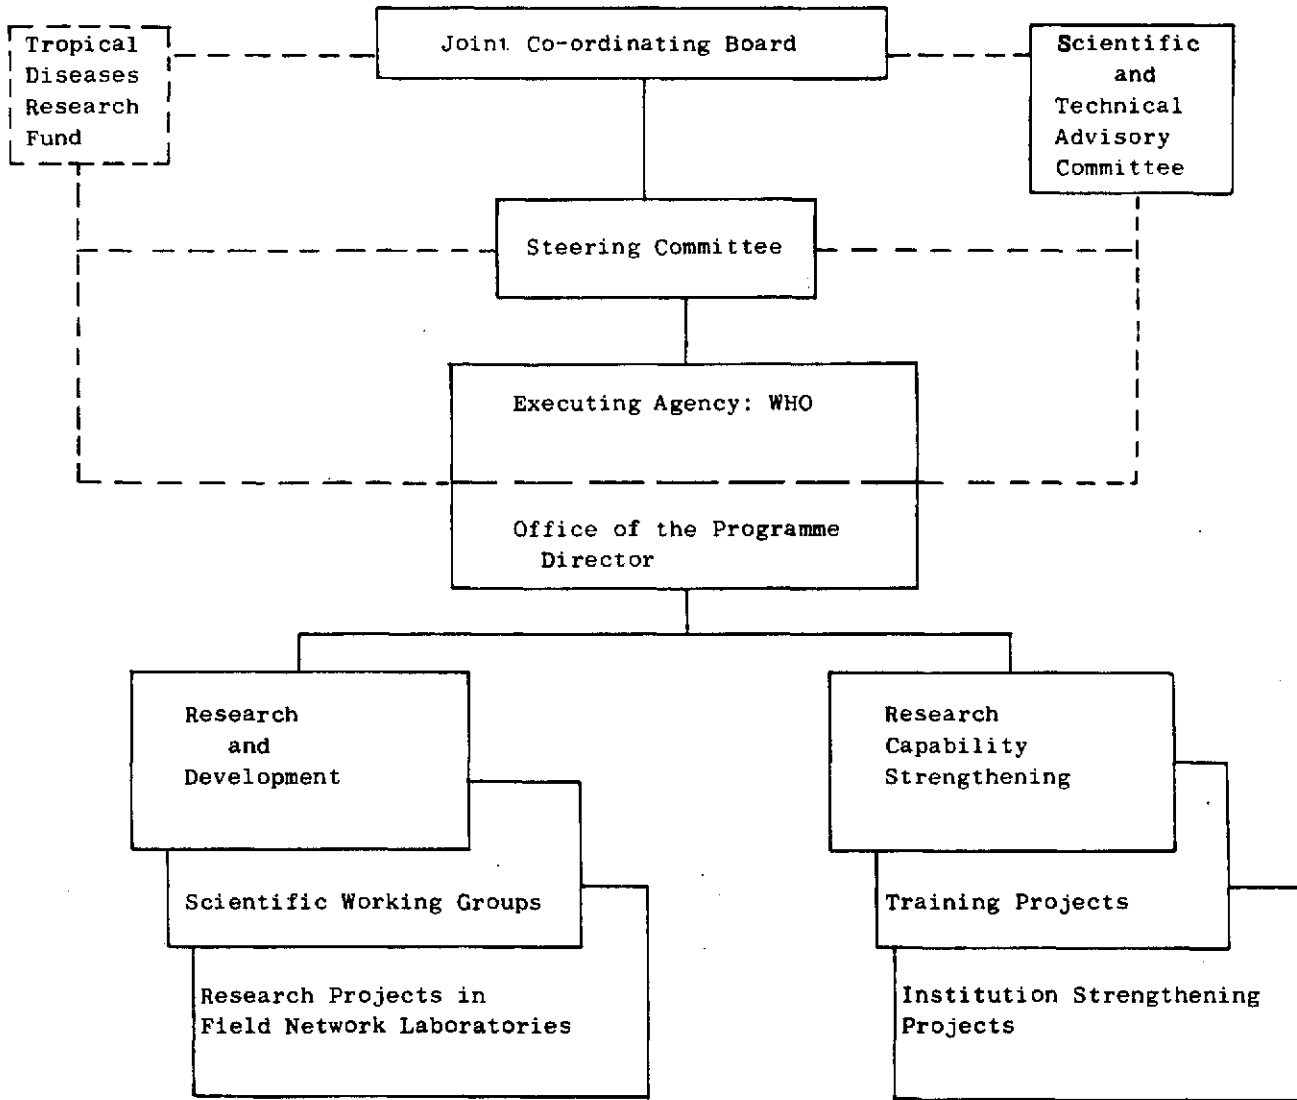 Tropical
Diseases
Research
Fund
Joint Co-ordinating Board
Scientific
and
Technical
Advisory
Committee
Steering Committee
Executing Agency: WHO
Office of the Programme
Director
Research
and
Development
Scientific Working Groups
Research Projects in
Field Network Laboratories
Research
Capability
Strengthening
Training Projects
Institution Strengthening
Projects